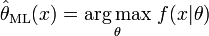 θ̂_ML(x) = arg max_θ f(x|θ)